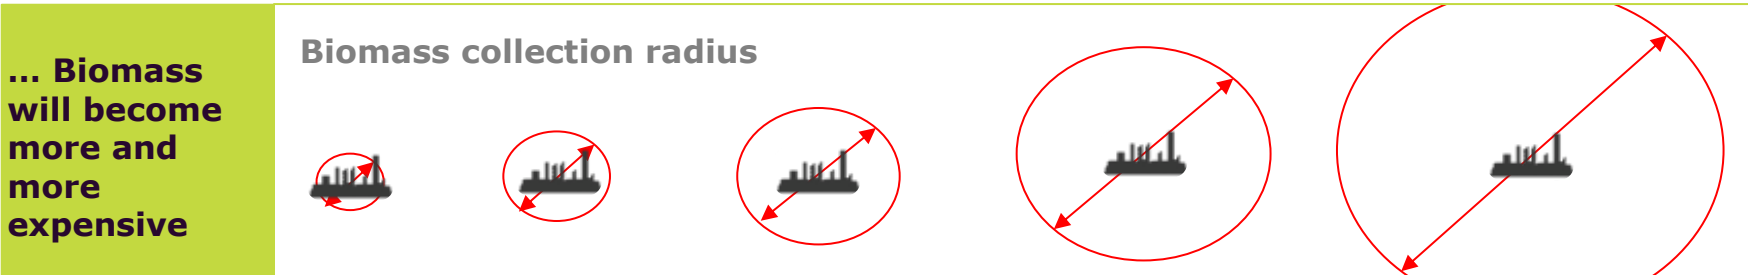 ... Biomass
will become
more and
more
expensive
Biomass collection radius